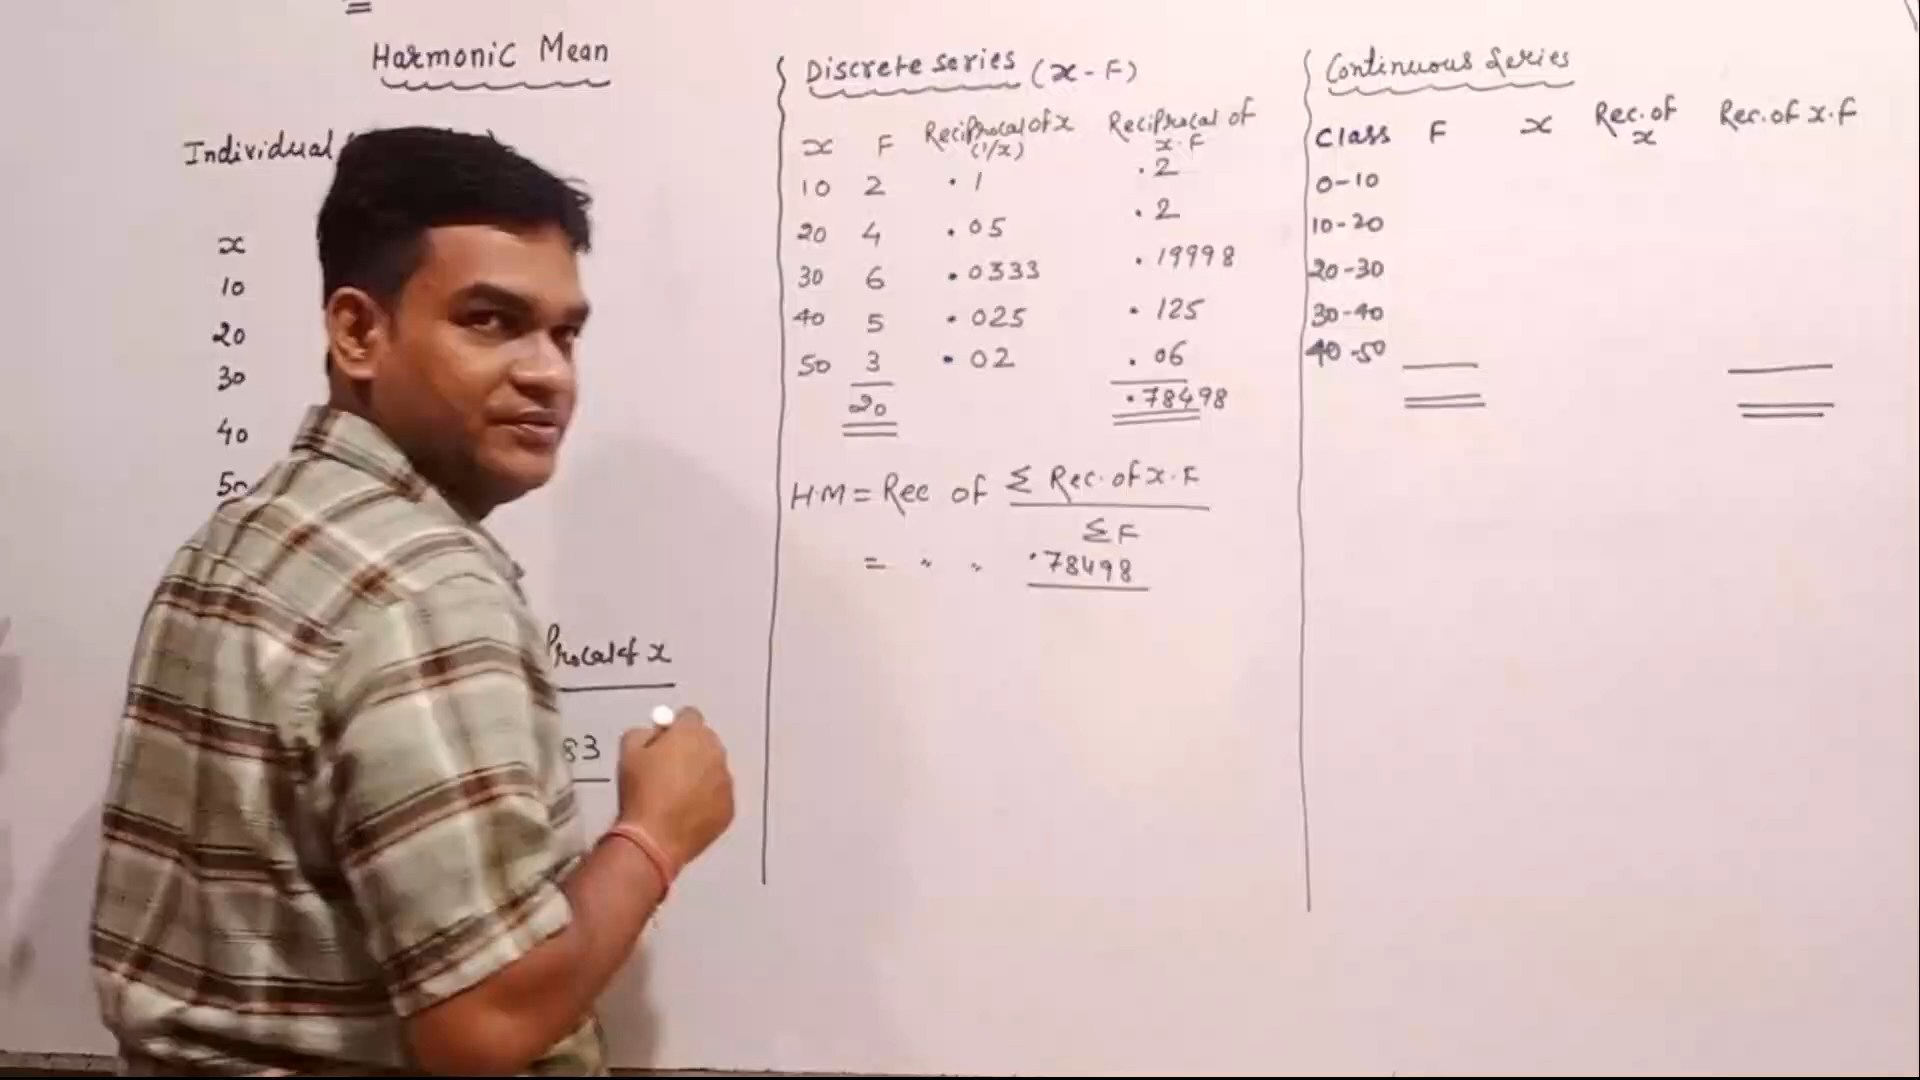 =
Harmonic Mean
Individual
x
10
20
30
40
50
x
83
Discrete series (x - F)
x F Reciprocal of x (1/x) Reciprocal of x . F
10 2 .1 .2
20 4 .05 .2
30 6 .0333 .19998
40 5 .025 .125
50 3 .02 .06
20 .78498
H.M = Rec of Σ Rec. of x . F
Σ F
= " " .78498
Continuous Series
Class F x Rec. of x Rec. of x . F
0-10
10-20
20-30
30-40
40-50